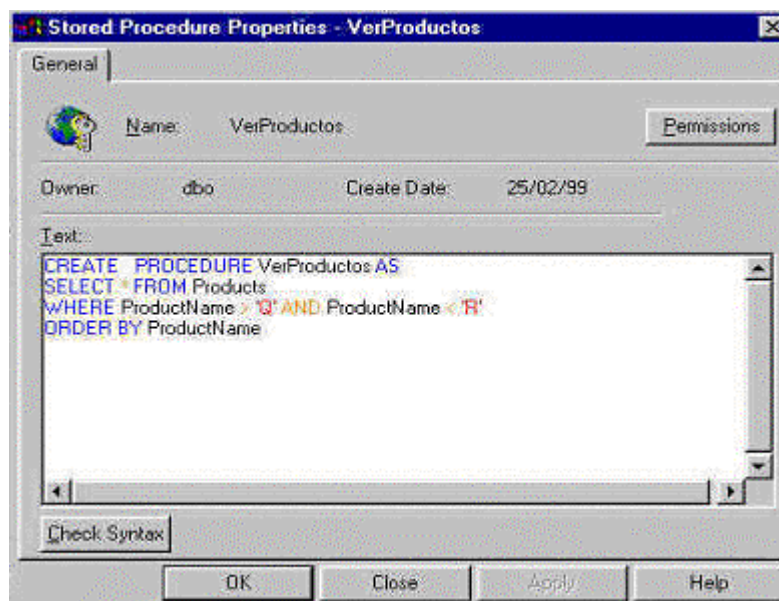 Stored Procedure Properties - VerProductos
General
Name: VerProductos Permissions
Owner: dbo Create Date: 25/02/99
Text:
CREATE PROCEDURE VerProductos AS
SELECT * FROM Products
WHERE ProductName > 'Q' AND ProductName < 'R'
ORDER BY ProductName
Check Syntax
OK Close Apply Help